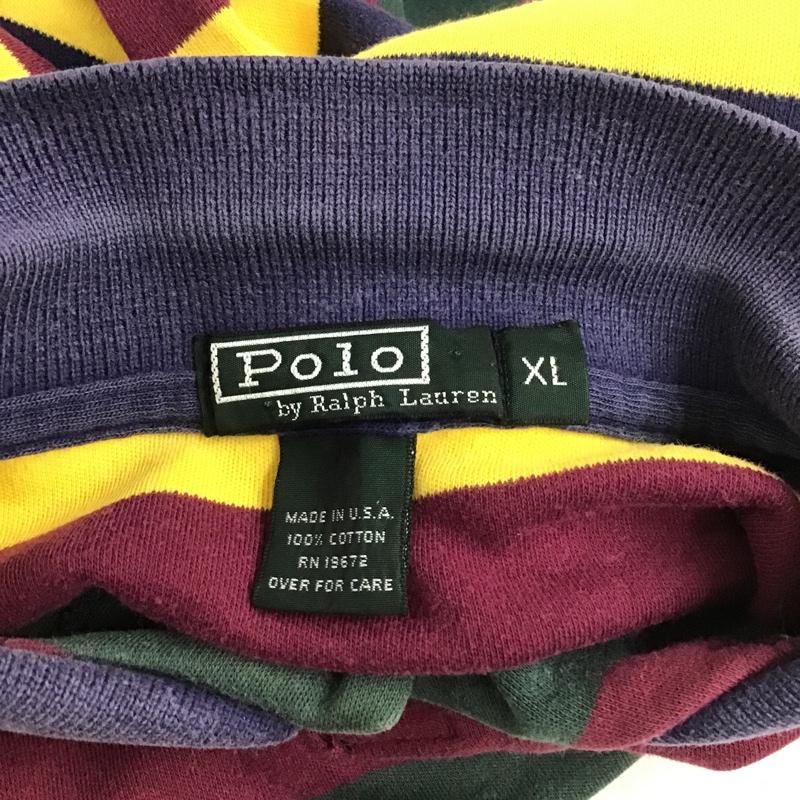 Polo
by Ralph Lauren
XL
MADE IN U.S.A.
100% COTTON
RN 19672
OVER FOR CARE